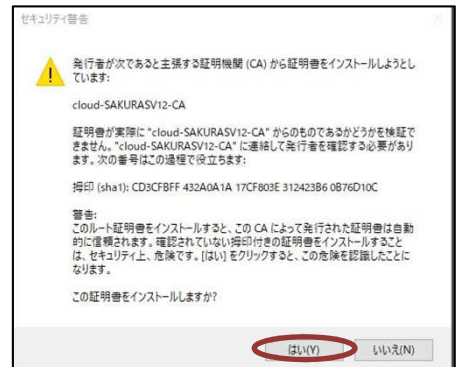 セキュリティ警告
発行者が次であると主張する証明機関 (CA) から証明書をインストールしようとし
ています:
cloud-SAKURASV12-CA
証明書が実際に "cloud-SAKURASV12-CA" からのものであるかどうかを検証で
きません。"cloud-SAKURASV12-CA" に連絡して発行者を確認する必要があり
ます。次の番号はこの過程で役立ちます:
拇印 (sha1): CD3CFBFF 432A0A1A 17CF803E 312423B6 0B76D10C
警告:
このルート証明書をインストールすると、この CA によって発行された証明書は自動
的に信頼されます。確認されていない拇印付きの証明書をインストールすること
は、セキュリティ上、危険です。[はい] をクリックすると、この危険を認識したことに
なります。
この証明書をインストールしますか?
はい(Y)
いいえ(N)